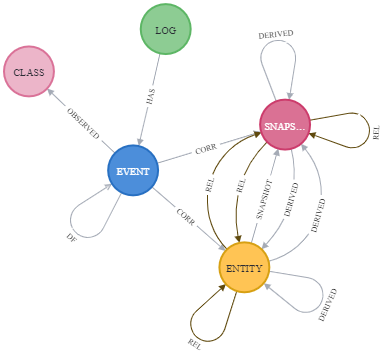 DERIVED
LOG
CLASS
HAS
OBSERVED
SNAPS...
REL
CORR
EVENT
REL
REL
SNAPSHOT
DERIVED
DERIVED
CORR
DF
ENTITY
DERIVED
REL